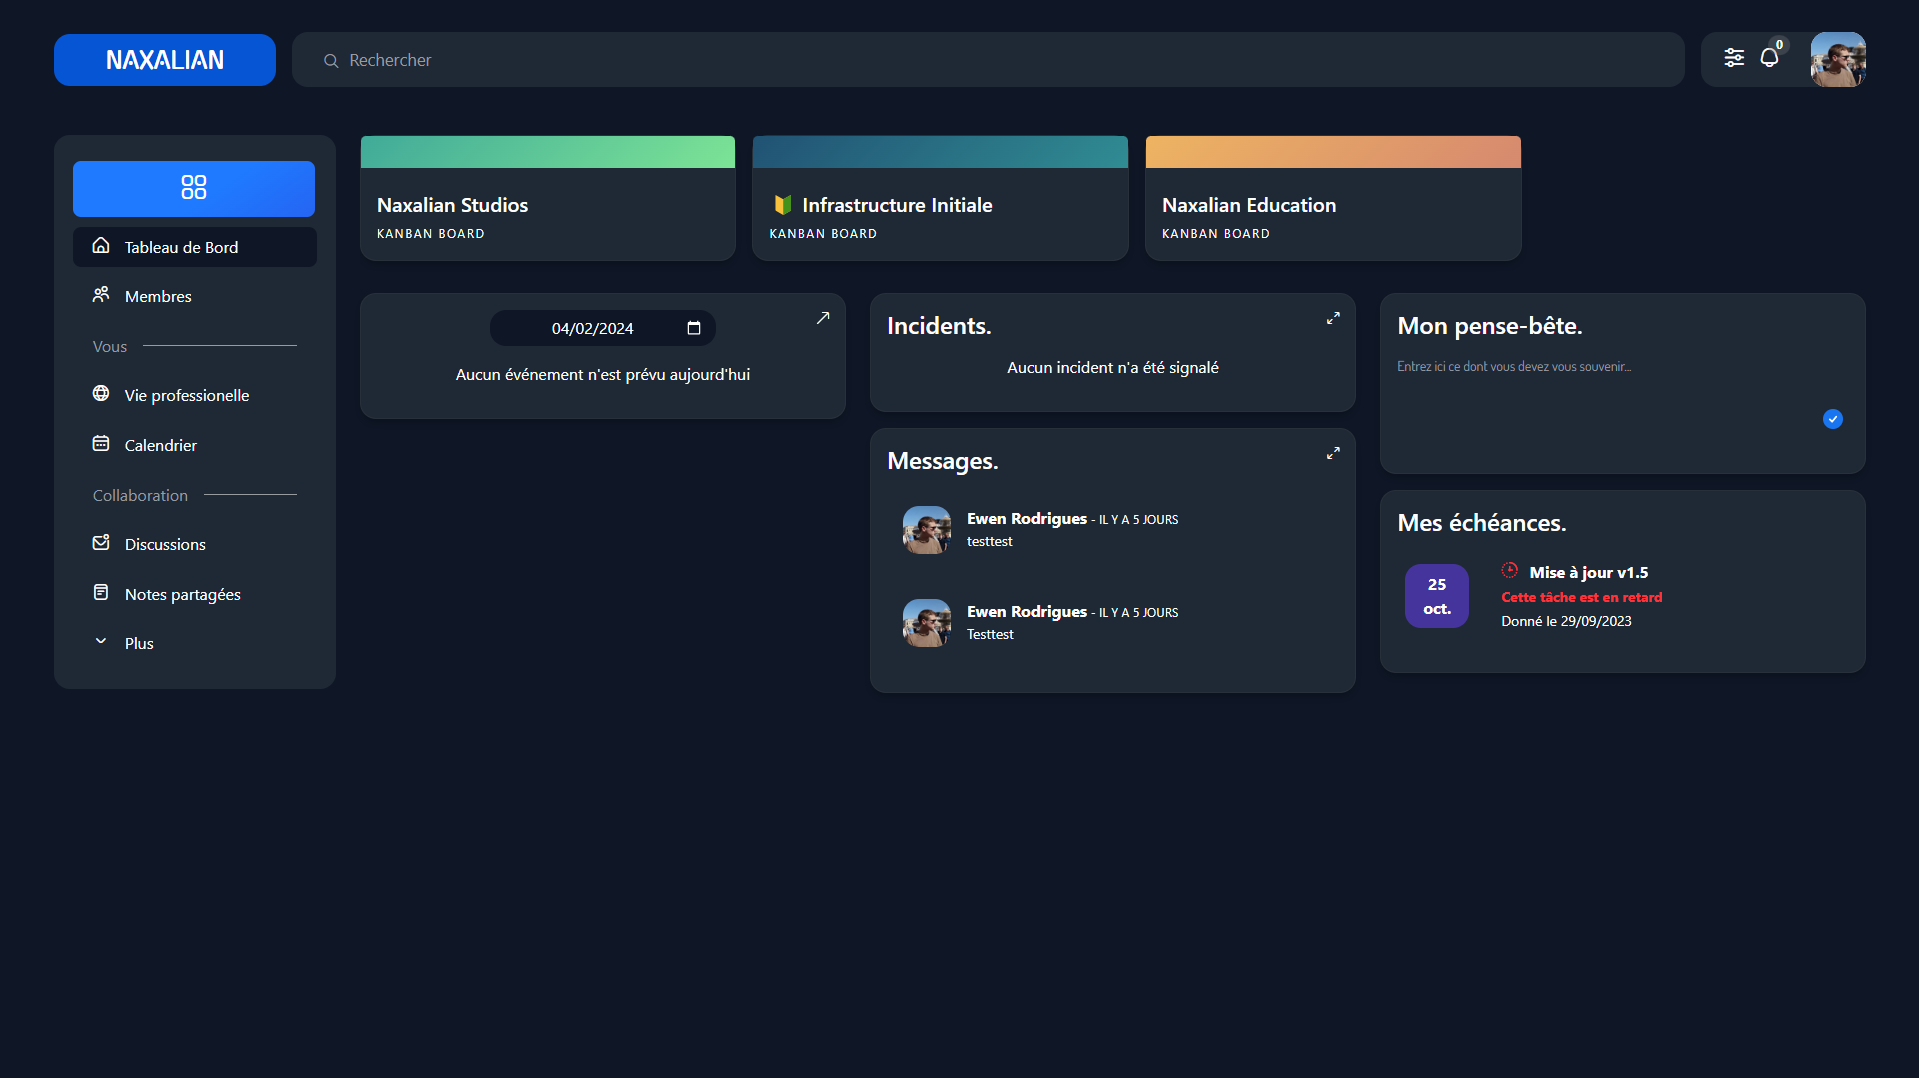 NAXALIAN
Rechercher
0
Tableau de Bord
Membres
Vous
Vie professionelle
Calendrier
Collaboration
Discussions
Notes partagées
Plus
Naxalian Studios
KANBAN BOARD
🔰 Infrastructure Initiale
KANBAN BOARD
Naxalian Education
KANBAN BOARD
04/02/2024
Aucun événement n'est prévu aujourd'hui
Incidents.
Aucun incident n'a été signalé
Messages.
Ewen Rodrigues - IL Y A 5 JOURS
testtest
Ewen Rodrigues - IL Y A 5 JOURS
Testtest
Mon pense-bête.
Entrez ici ce dont vous devez vous souvenir...
Mes échéances.
25
oct.
Mise à jour v1.5
Cette tâche est en retard
Donné le 29/09/2023